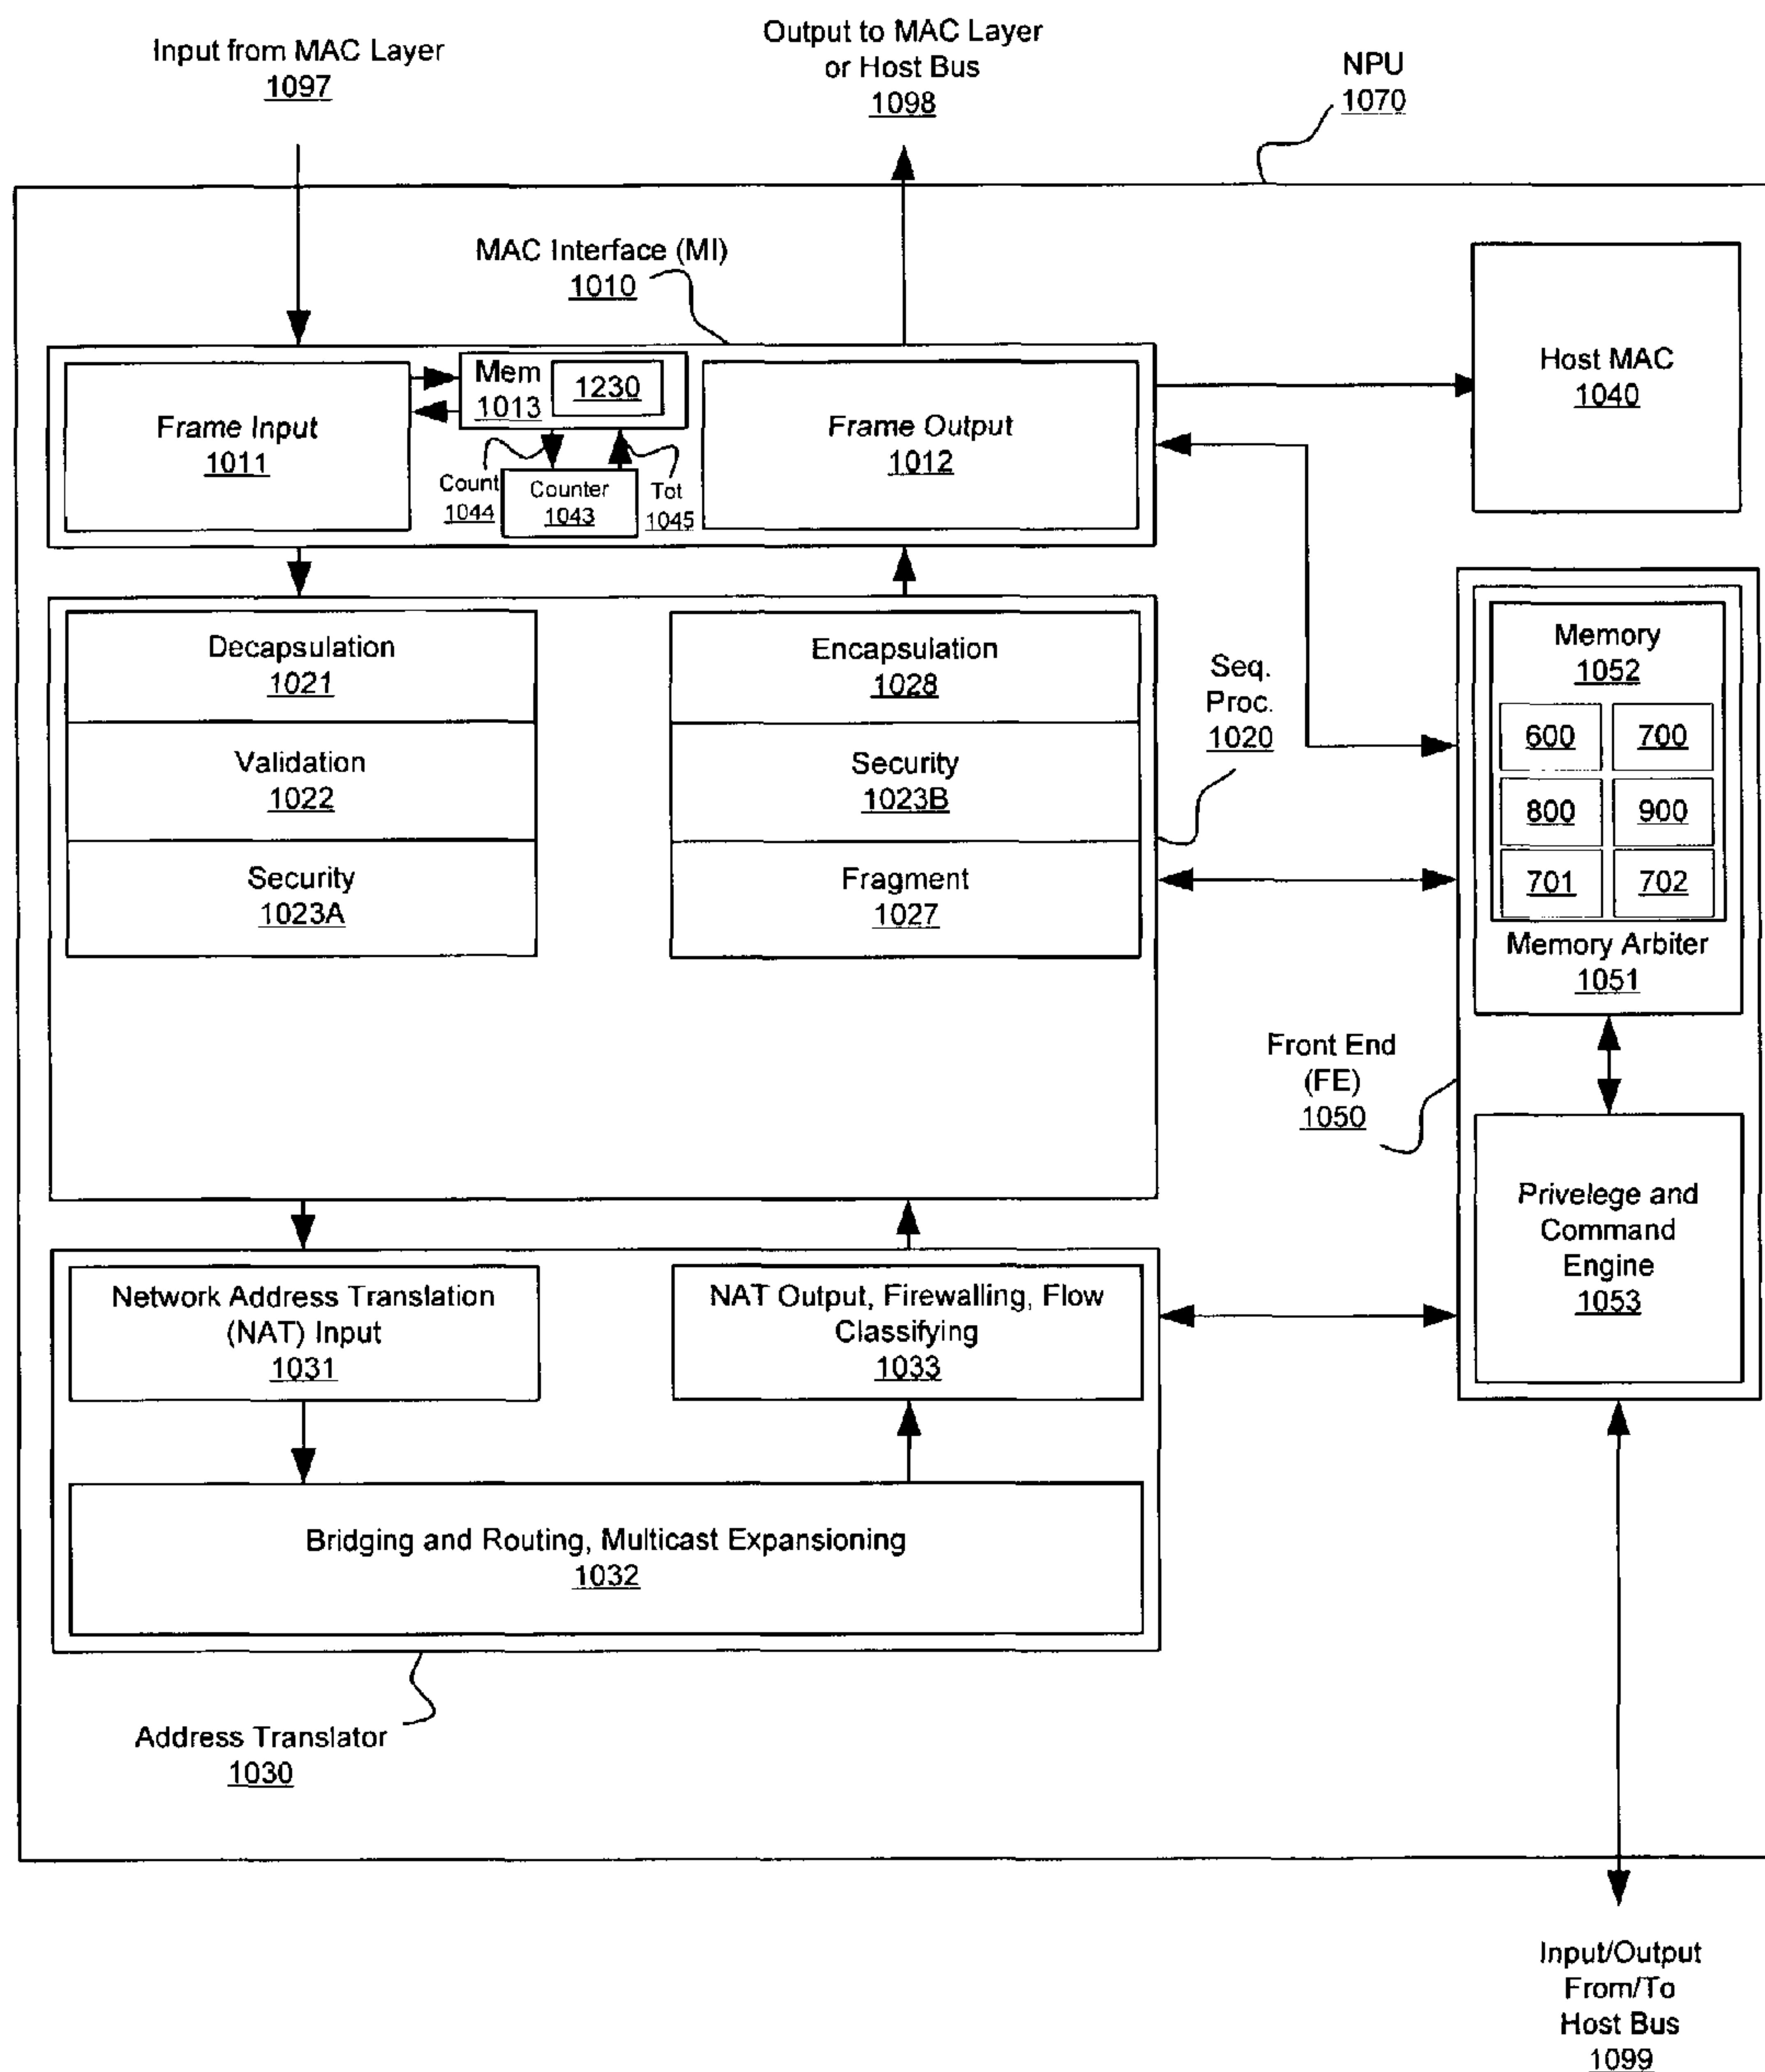 Input from MAC Layer
1097
Output to MAC Layer
or Host Bus
1098
NPU
1070
MAC Interface (MI)
1010
Frame Input
1011
Mem
1013
1230
Count
1044
Counter
1043
Tot
1045
Frame Output
1012
Host MAC
1040
Decapsulation
1021
Validation
1022
Security
1023A
Encapsulation
1028
Security
1023B
Fragment
1027
Seq.
Proc.
1020
Memory
1052
600
700
800
900
701
702
Memory Arbiter
1051
Front End
(FE)
1050
Privelege and
Command
Engine
1053
Network Address Translation
(NAT) Input
1031
NAT Output, Firewalling, Flow
Classifying
1033
Bridging and Routing, Multicast Expansioning
1032
Address Translator
1030
Input/Output
From/To
Host Bus
1099